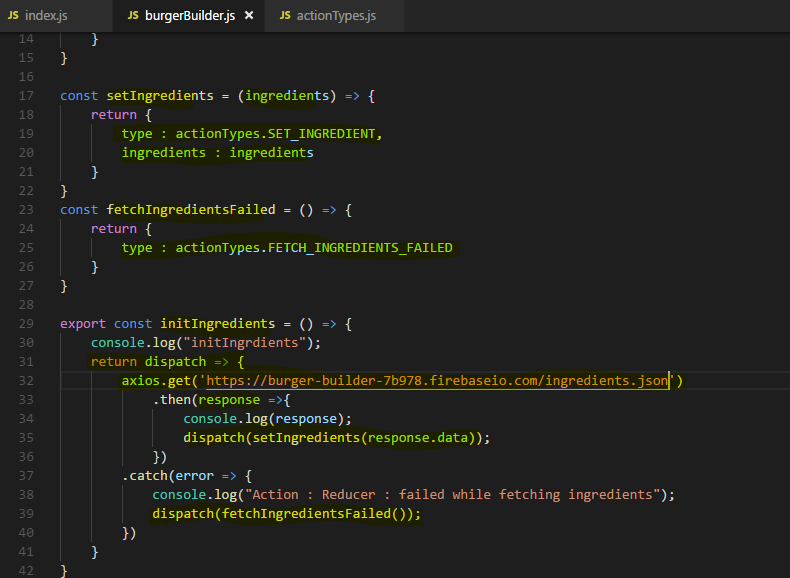 JS index.js JS burgerBuilder.js × JS actionTypes.js
14 }
15 }
16
17 const setIngredients = (ingredients) => {
18 return {
19 type : actionTypes.SET_INGREDIENT,
20 ingredients : ingredients
21 }
22 }
23 const fetchIngredientsFailed = () => {
24 return {
25 type : actionTypes.FETCH_INGREDIENTS_FAILED
26 }
27 }
28
29 export const initIngredients = () => {
30 console.log("initIngrdients");
31 return dispatch => {
32 axios.get('https://burger-builder-7b978.firebaseio.com/ingredients.json')
33 .then(response =>{
34 console.log(response);
35 dispatch(setIngredients(response.data));
36 })
37 .catch(error => {
38 console.log("Action : Reducer : failed while fetching ingredients");
39 dispatch(fetchIngredientsFailed());
40 })
41 }
42 }